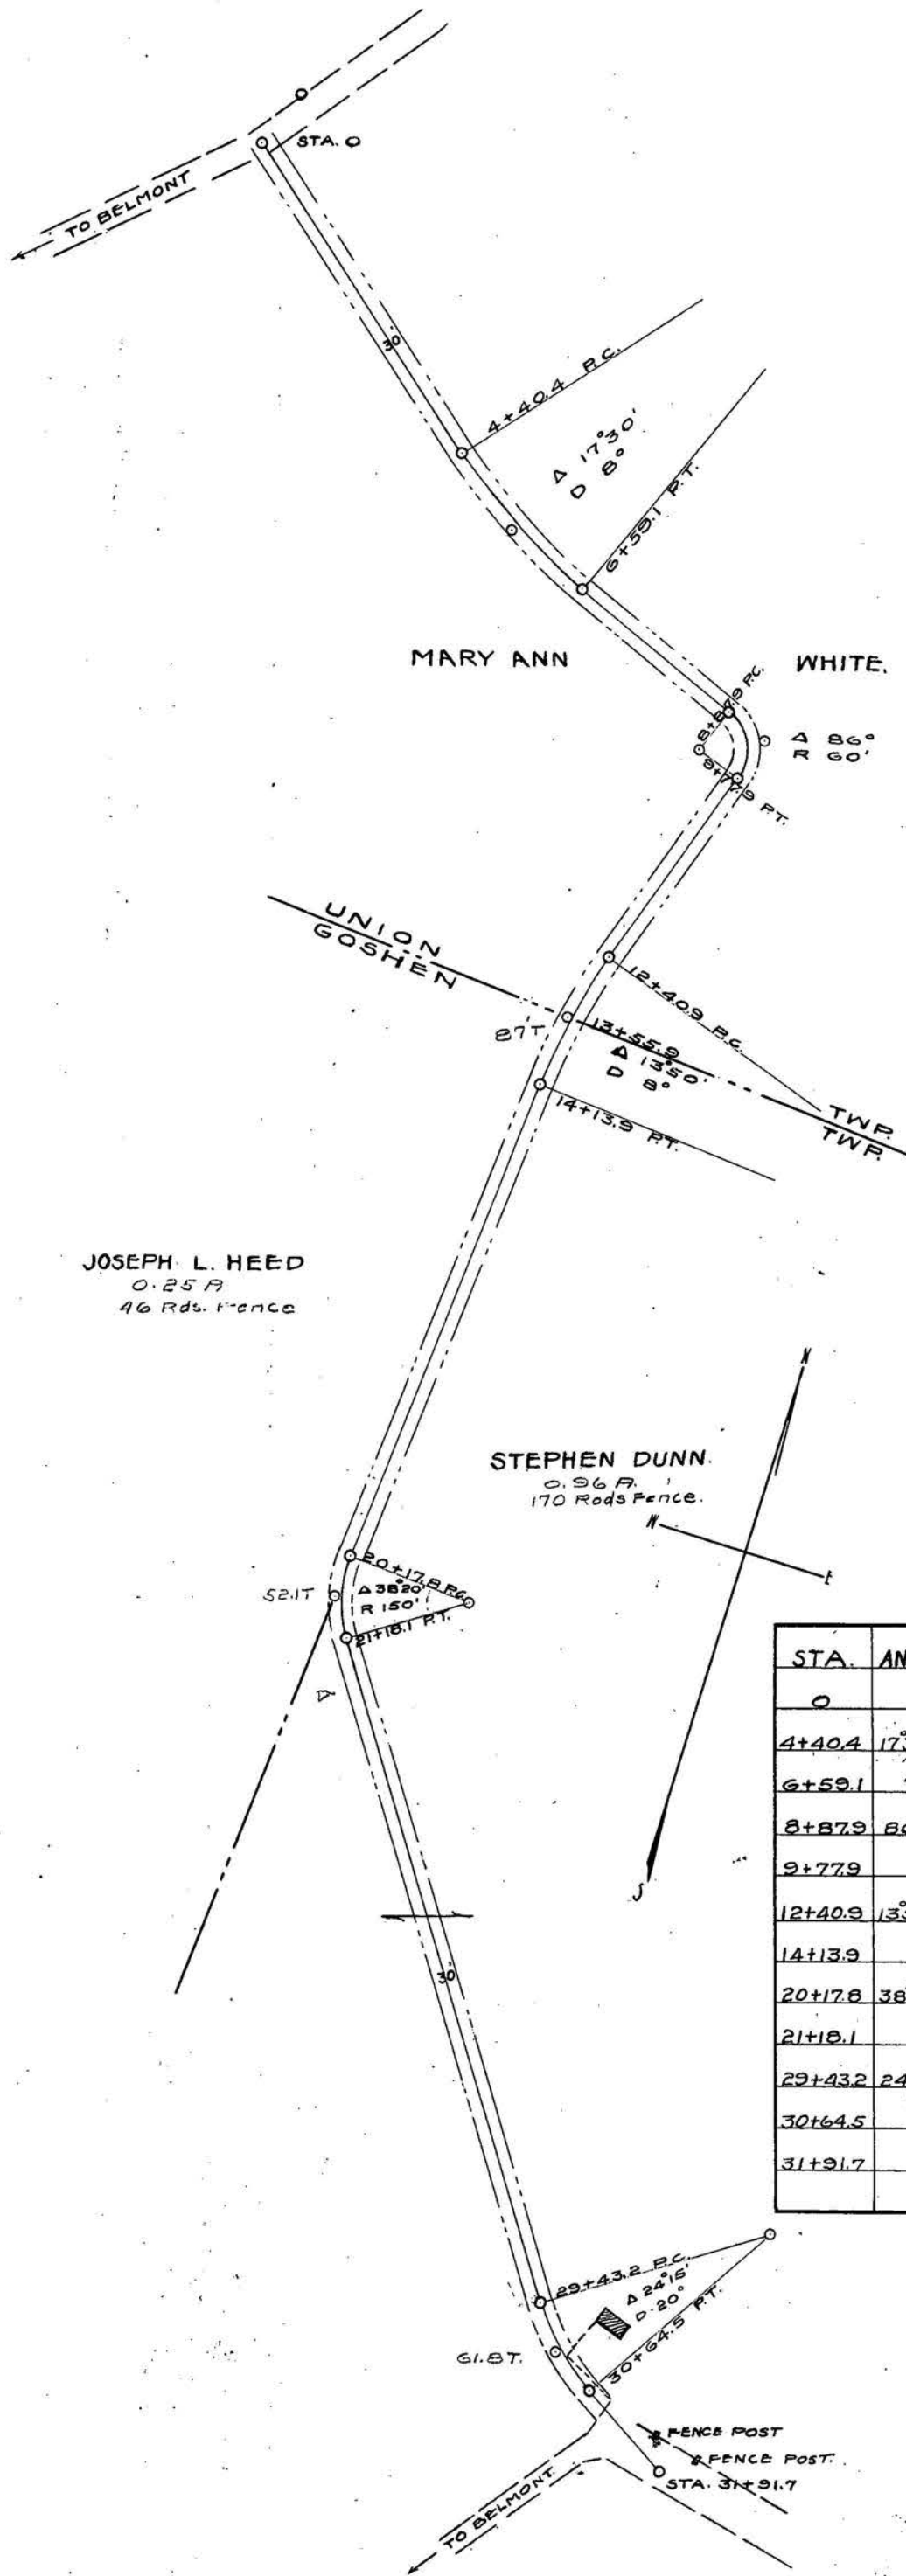 STA. O
TO BELMONT
30'
4+40.4 P.C.
Δ 17°30'
D 8°
6+59.1 P.T.
MARY ANN WHITE.
8+87.9 P.C.
Δ 86°
R 60'
9+77.9 P.T.
UNION
GOSHEN
12+40.9 P.C.
87'T
13+55.9
Δ 13°50'
D 8°
14+13.9 P.T.
TWP.
TWP.
JOSEPH L. HEED
0.25 A
46 Rds. Fence
N
STEPHEN DUNN.
0.96 A.
170 Rods Fence.
W
E
20+17.8 P.C.
52.1T
Δ 38°20'
R 150'
21+18.1 P.T.
S
30'
STA.
O
4+40.4
6+59.1
8+87.9
9+77.9
12+40.9
14+13.9
20+17.8
21+18.1
29+43.2
30+64.5
31+91.7
29+43.2 P.C.
Δ 24°15'
D 20°
61.8T.
30+64.5 P.T.
FENCE POST
FENCE POST.
STA. 31+91.7
TO BELMONT